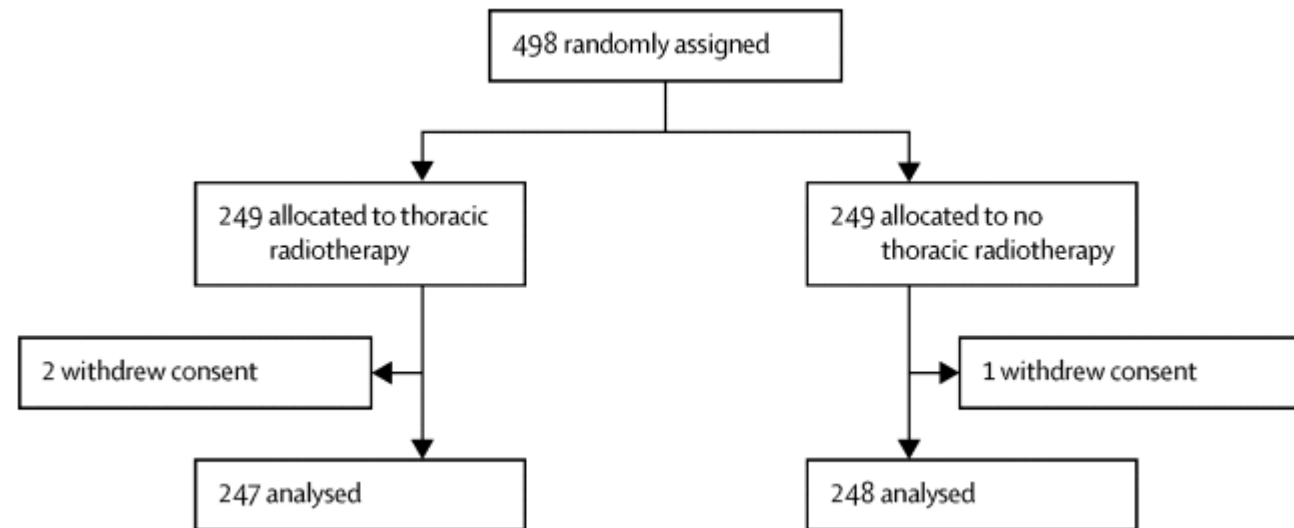 498 randomly assigned
249 allocated to thoracic
radiotherapy
249 allocated to no
thoracic radiotherapy
2 withdrew consent
1 withdrew consent
247 analysed
248 analysed